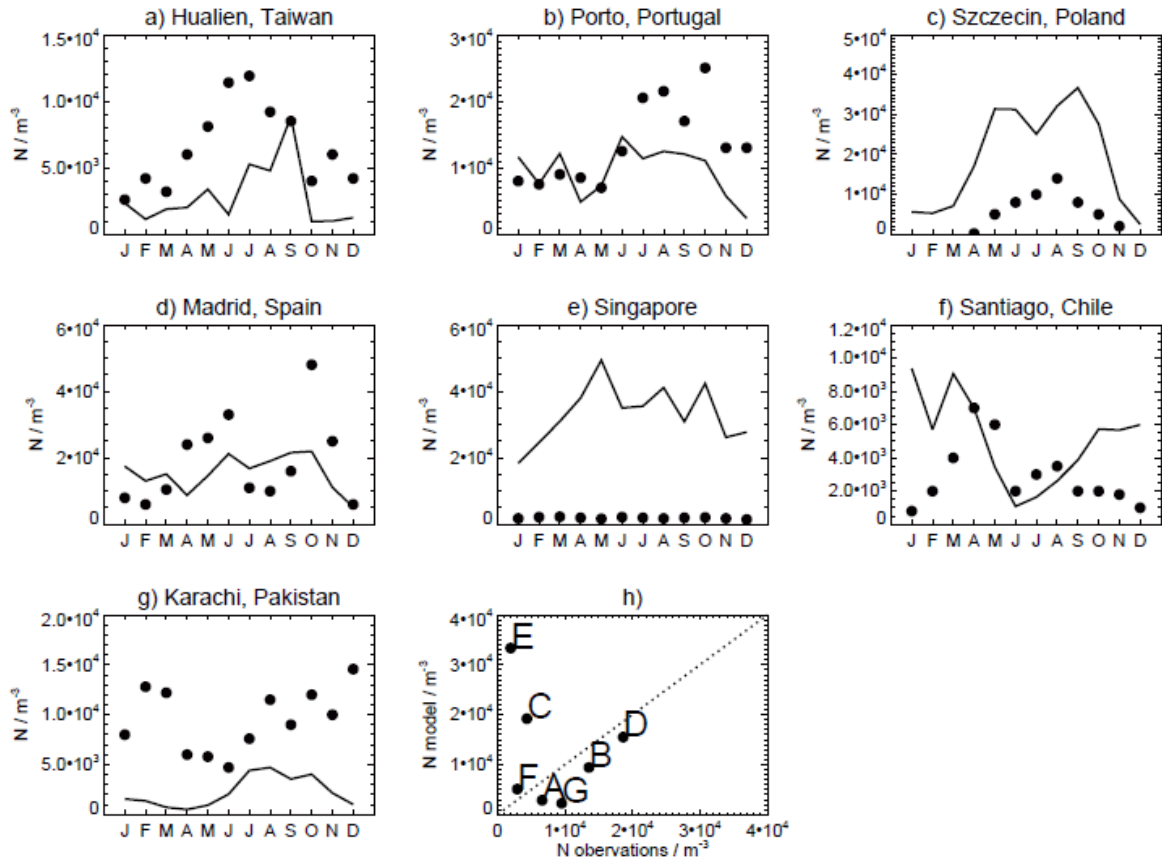 a) Hualien, Taiwan
1.5•10⁴
1.0•10⁴
5.0•10³
0
N / m⁻³
J F M A M J J A S O N D
b) Porto, Portugal
3•10⁴
2•10⁴
1•10⁴
0
N / m⁻³
J F M A M J J A S O N D
c) Szczecin, Poland
5•10⁴
4•10⁴
3•10⁴
2•10⁴
1•10⁴
0
N / m⁻³
J F M A M J J A S O N D
d) Madrid, Spain
6•10⁴
4•10⁴
2•10⁴
0
N / m⁻³
J F M A M J J A S O N D
e) Singapore
6•10⁴
4•10⁴
2•10⁴
0
N / m⁻³
J F M A M J J A S O N D
f) Santiago, Chile
1.2•10⁴
1.0•10⁴
8.0•10³
6.0•10³
4.0•10³
2.0•10³
0
N / m⁻³
J F M A M J J A S O N D
g) Karachi, Pakistan
2.0•10⁴
1.5•10⁴
1.0•10⁴
5.0•10³
0
N / m⁻³
J F M A M J J A S O N D
h)
4•10⁴
3•10⁴
2•10⁴
1•10⁴
0
N model / m⁻³
E
C
D
B
F
A
G
0 1•10⁴ 2•10⁴ 3•10⁴ 4•10⁴
N obervations / m⁻³